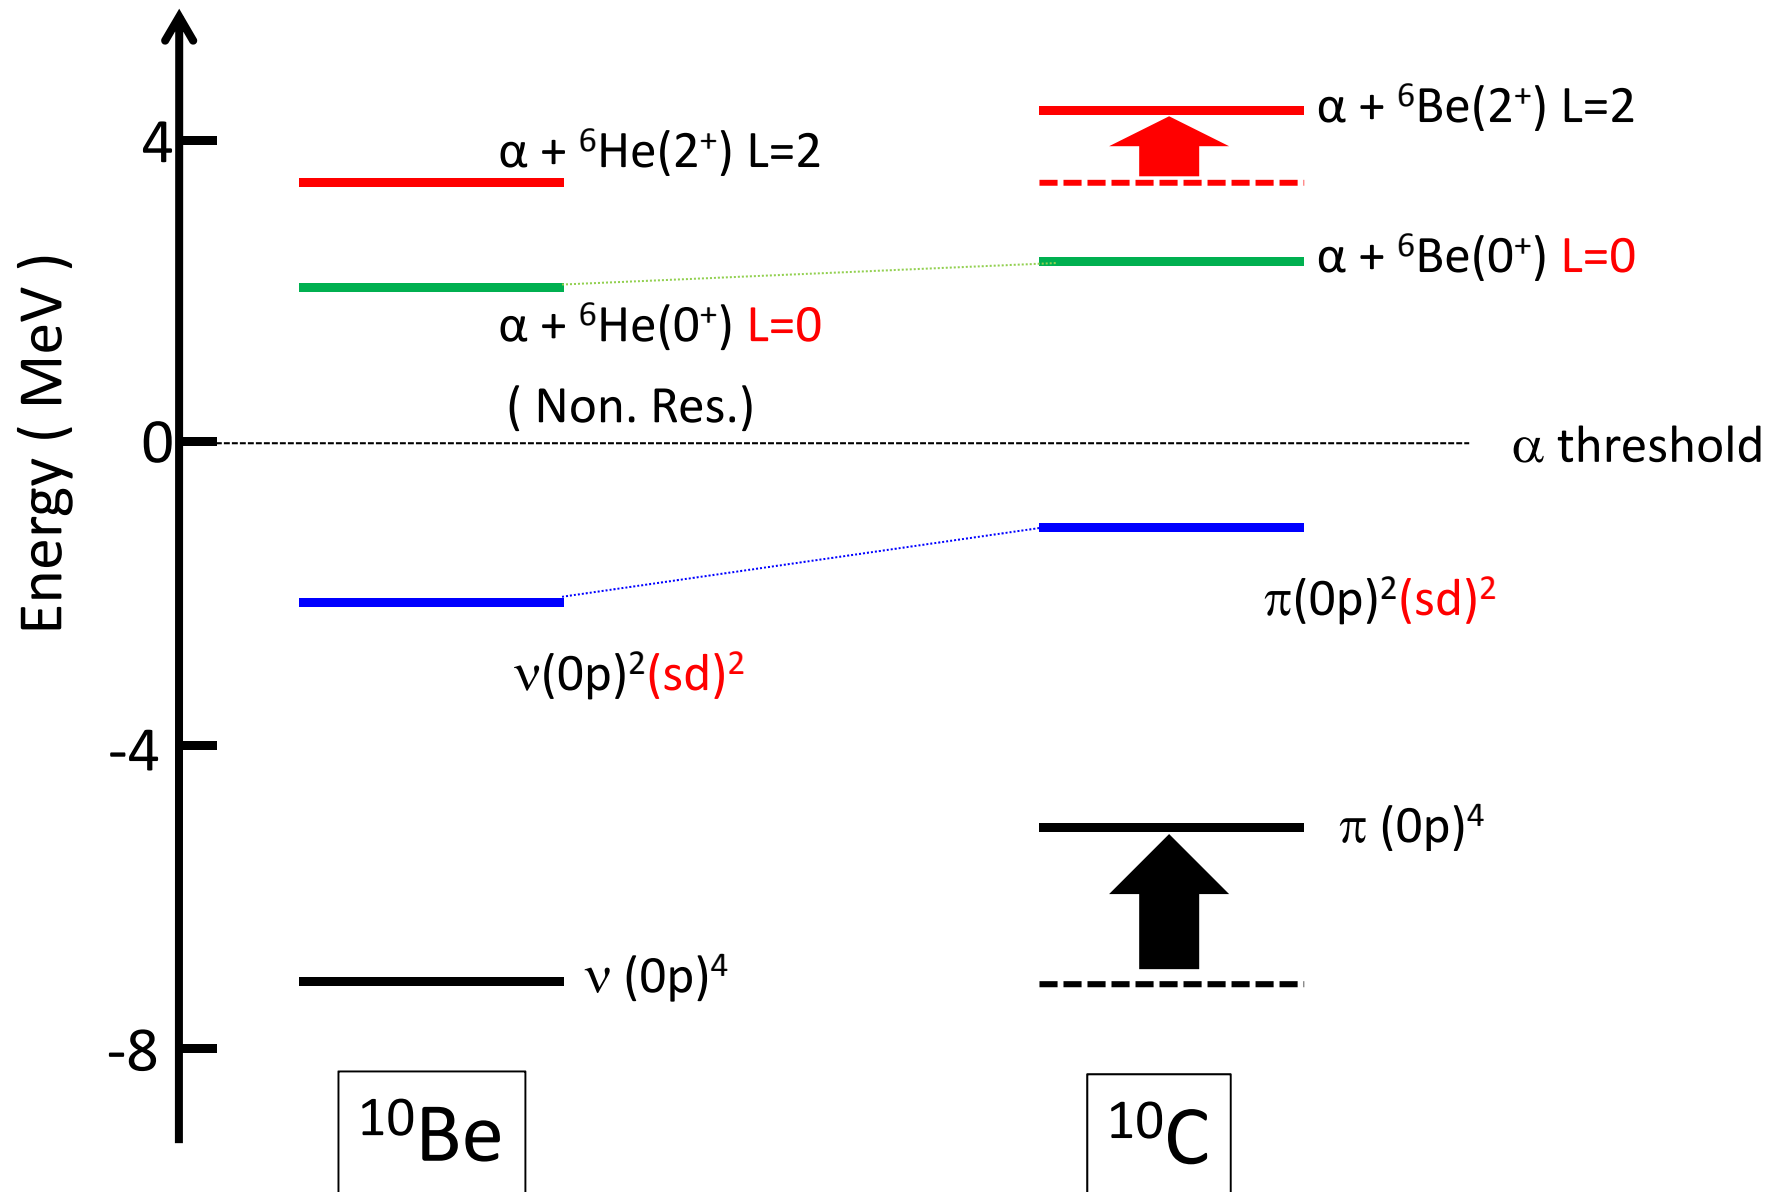 Energy ( MeV )
4
0
-4
-8
α + ⁶He(2⁺) L=2
α + ⁶He(0⁺) L=0
( Non. Res.)
ν(0p)²(sd)²
ν (0p)⁴
¹⁰Be
α + ⁶Be(2⁺) L=2
α + ⁶Be(0⁺) L=0
α threshold
π(0p)²(sd)²
π (0p)⁴
¹⁰C